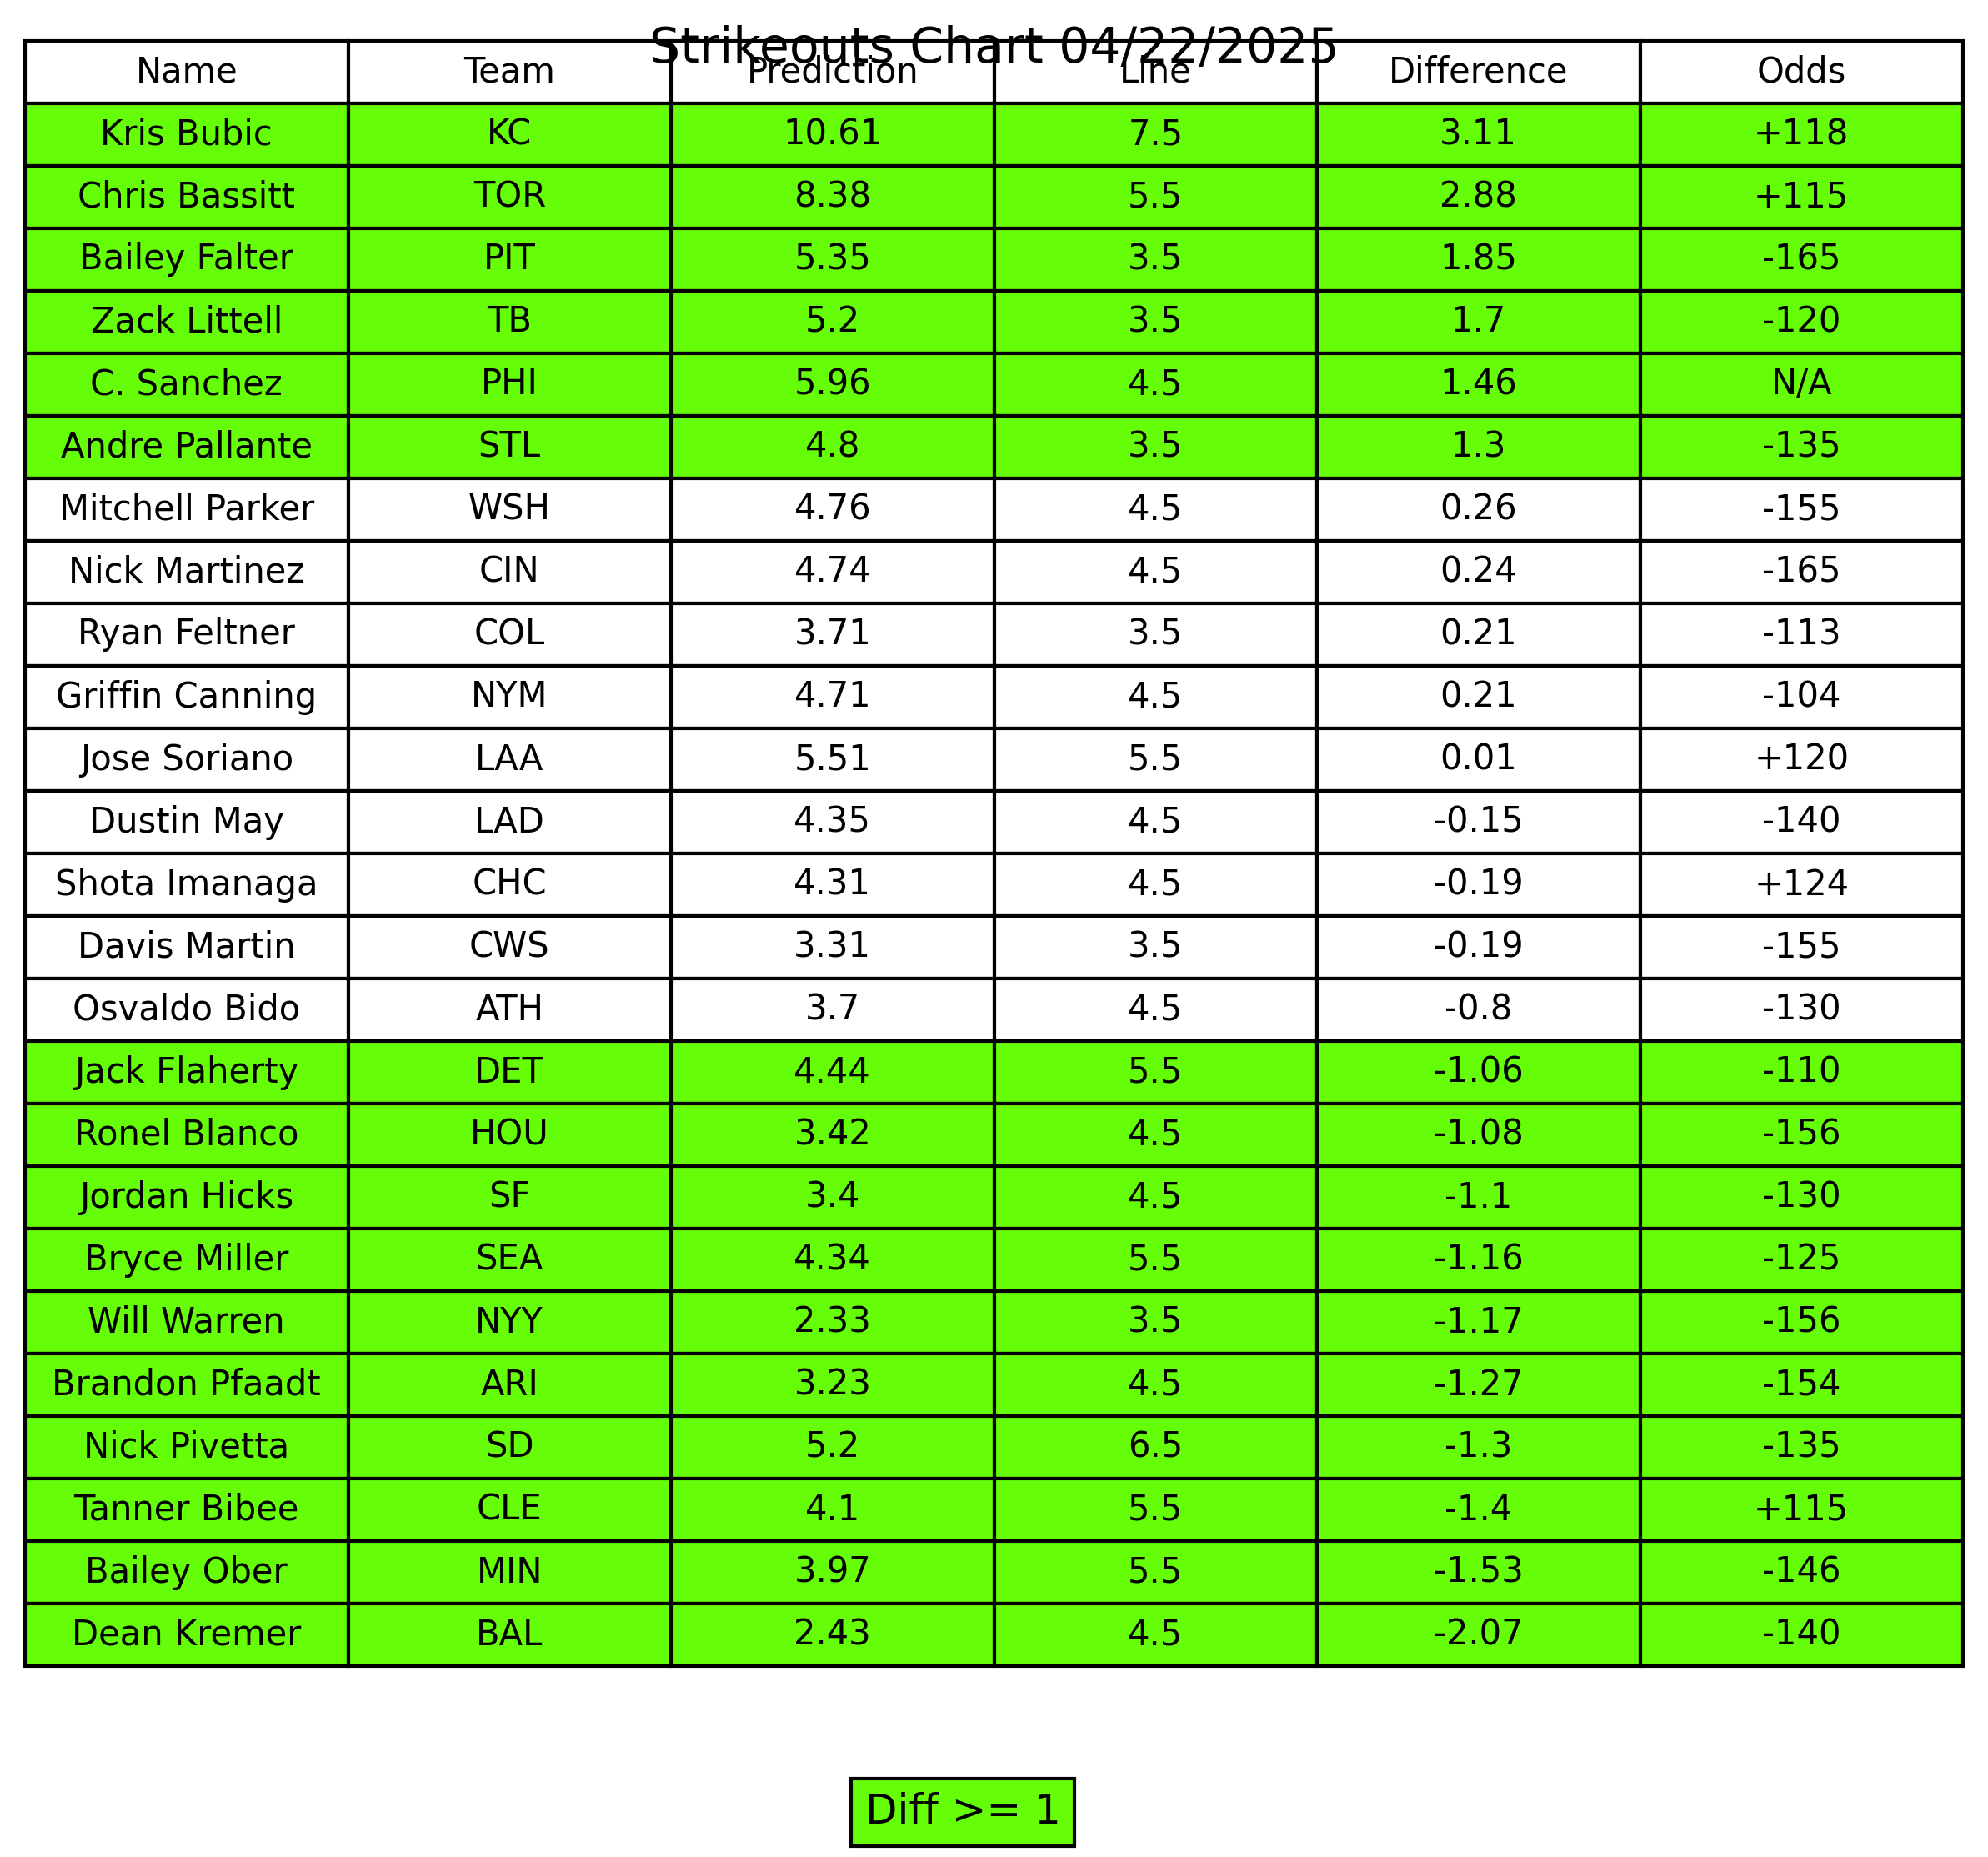 Strikeouts Chart 04/22/2025
Name Team Prediction Line Difference Odds
Kris Bubic KC 10.61 7.5 3.11 +118
Chris Bassitt TOR 8.38 5.5 2.88 +115
Bailey Falter PIT 5.35 3.5 1.85 -165
Zack Littell TB 5.2 3.5 1.7 -120
C. Sanchez PHI 5.96 4.5 1.46 N/A
Andre Pallante STL 4.8 3.5 1.3 -135
Mitchell Parker WSH 4.76 4.5 0.26 -155
Nick Martinez CIN 4.74 4.5 0.24 -165
Ryan Feltner COL 3.71 3.5 0.21 -113
Griffin Canning NYM 4.71 4.5 0.21 -104
Jose Soriano LAA 5.51 5.5 0.01 +120
Dustin May LAD 4.35 4.5 -0.15 -140
Shota Imanaga CHC 4.31 4.5 -0.19 +124
Davis Martin CWS 3.31 3.5 -0.19 -155
Osvaldo Bido ATH 3.7 4.5 -0.8 -130
Jack Flaherty DET 4.44 5.5 -1.06 -110
Ronel Blanco HOU 3.42 4.5 -1.08 -156
Jordan Hicks SF 3.4 4.5 -1.1 -130
Bryce Miller SEA 4.34 5.5 -1.16 -125
Will Warren NYY 2.33 3.5 -1.17 -156
Brandon Pfaadt ARI 3.23 4.5 -1.27 -154
Nick Pivetta SD 5.2 6.5 -1.3 -135
Tanner Bibee CLE 4.1 5.5 -1.4 +115
Bailey Ober MIN 3.97 5.5 -1.53 -146
Dean Kremer BAL 2.43 4.5 -2.07 -140
Diff >= 1